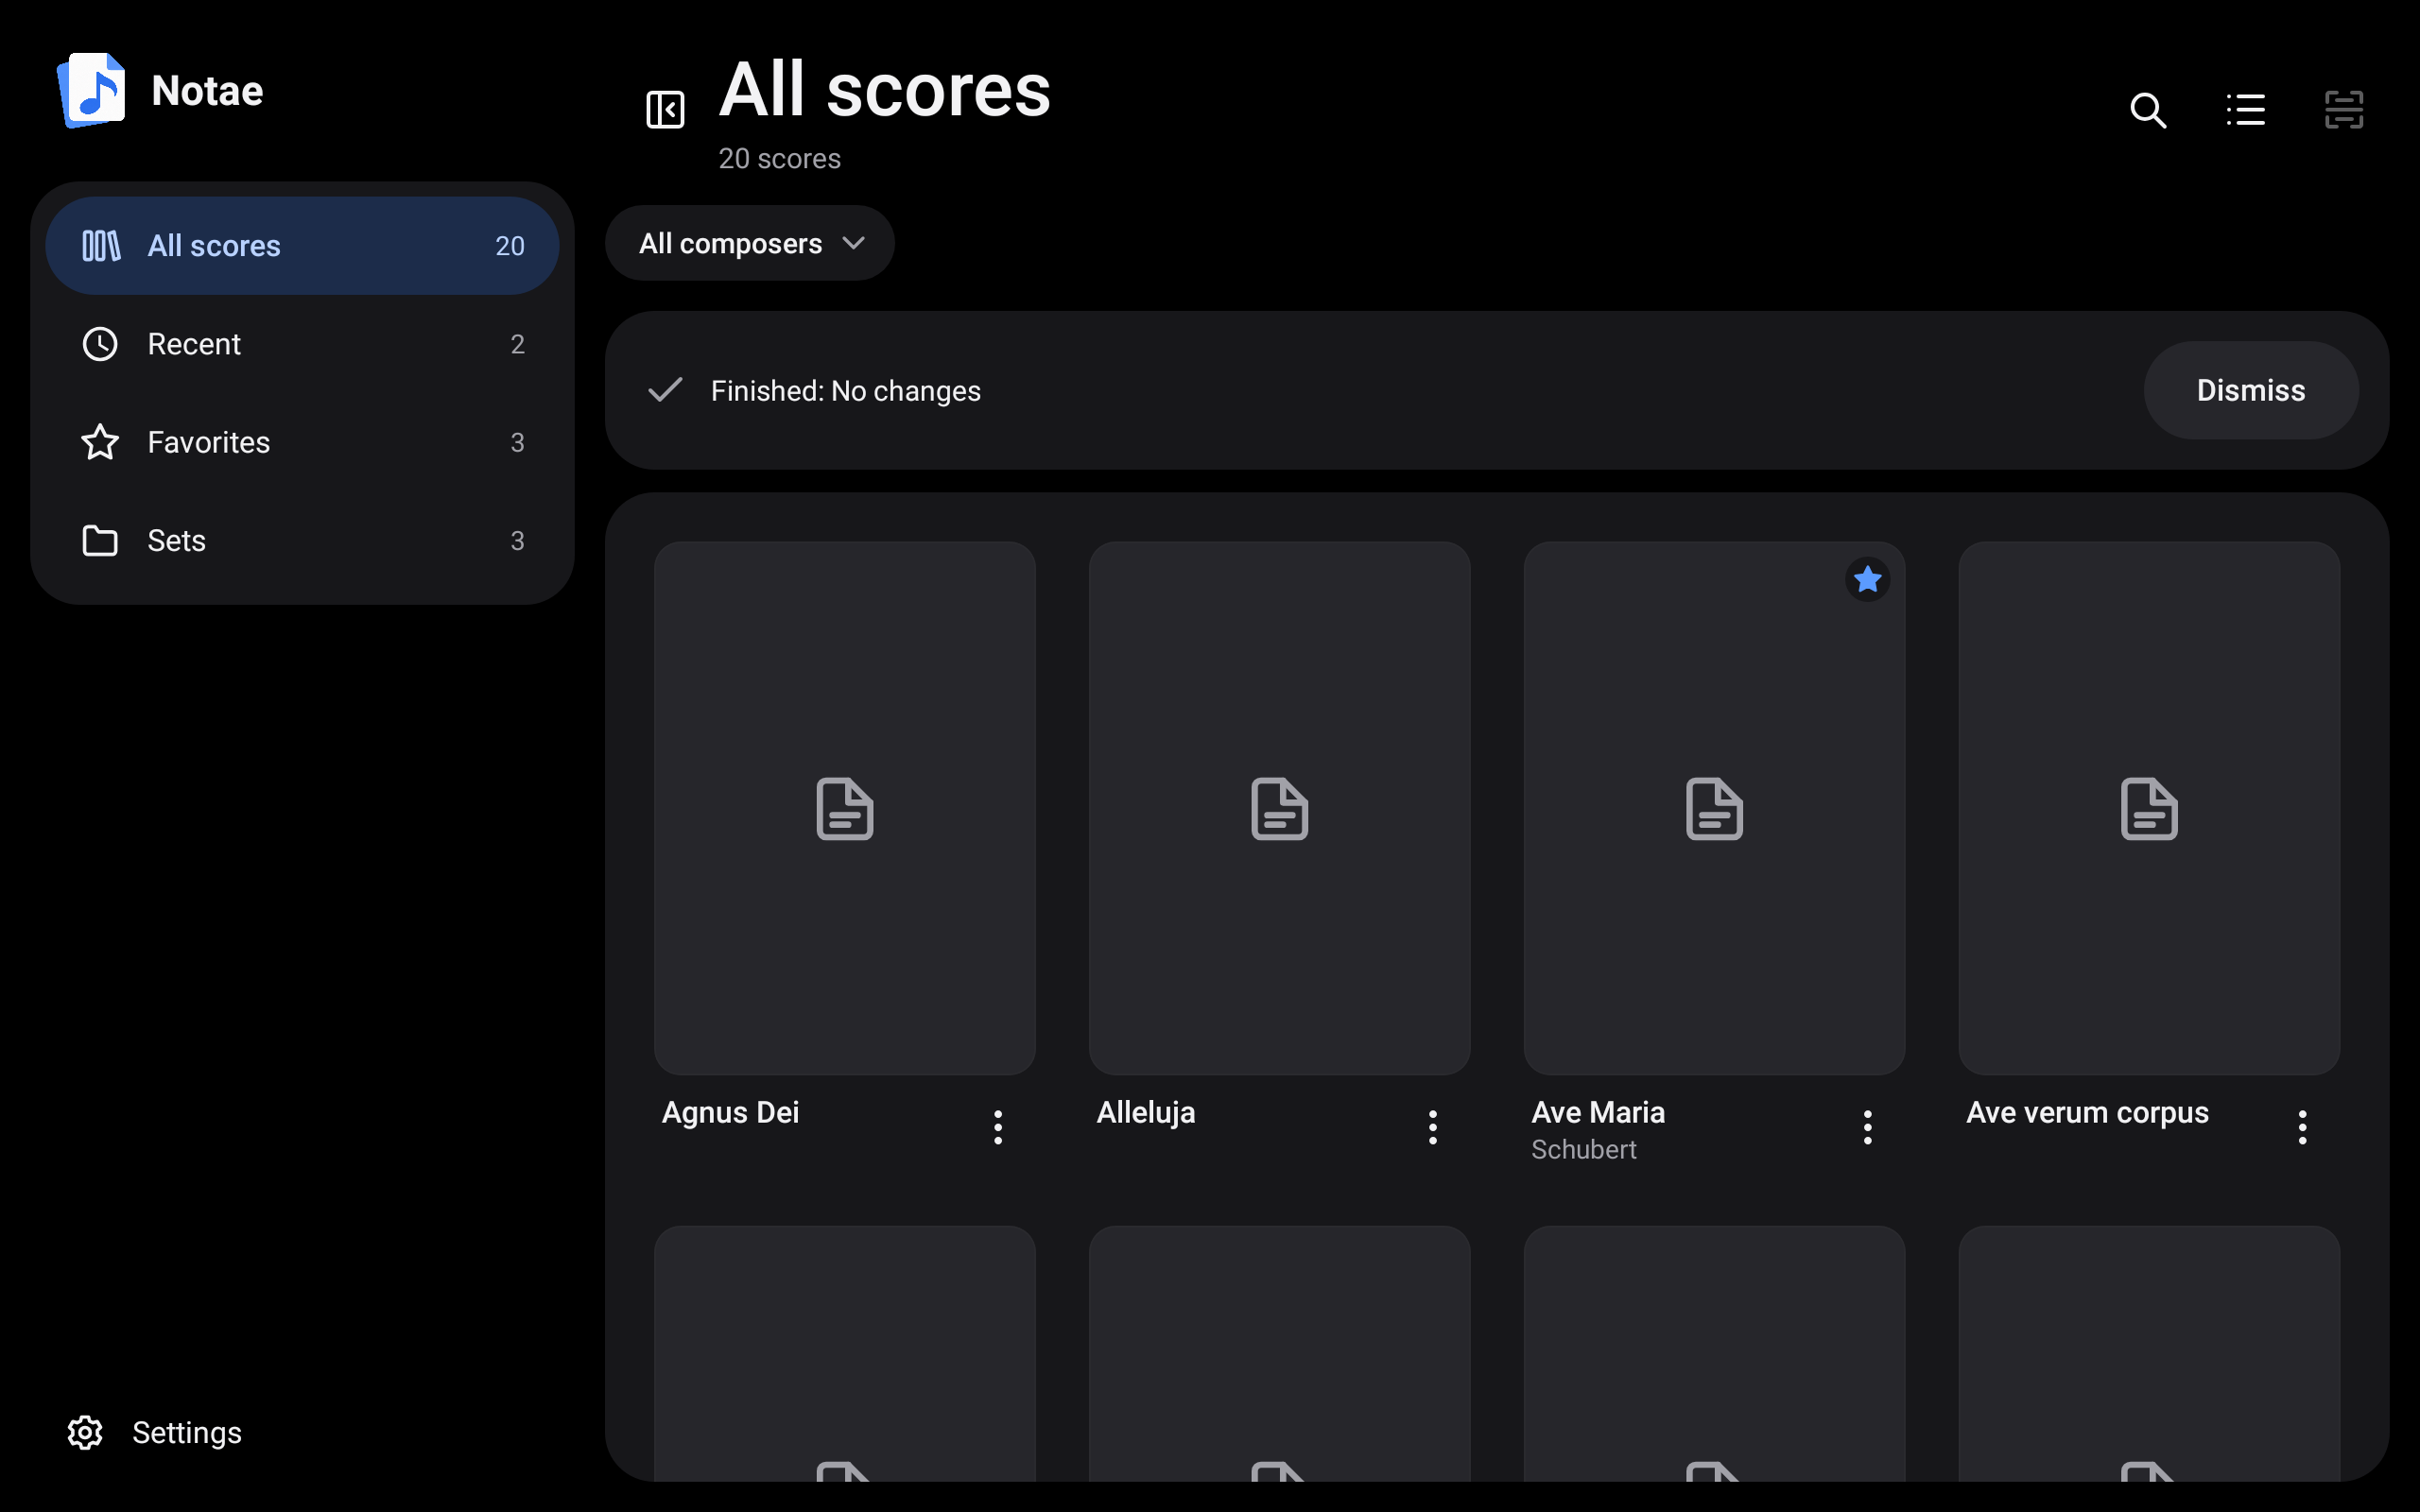 Notae
All scores
20 scores
All scores 20
Recent 2
Favorites 3
Sets 3
Settings
All composers
Finished: No changes
Dismiss
Agnus Dei
Alleluja
Ave Maria
Schubert
Ave verum corpus